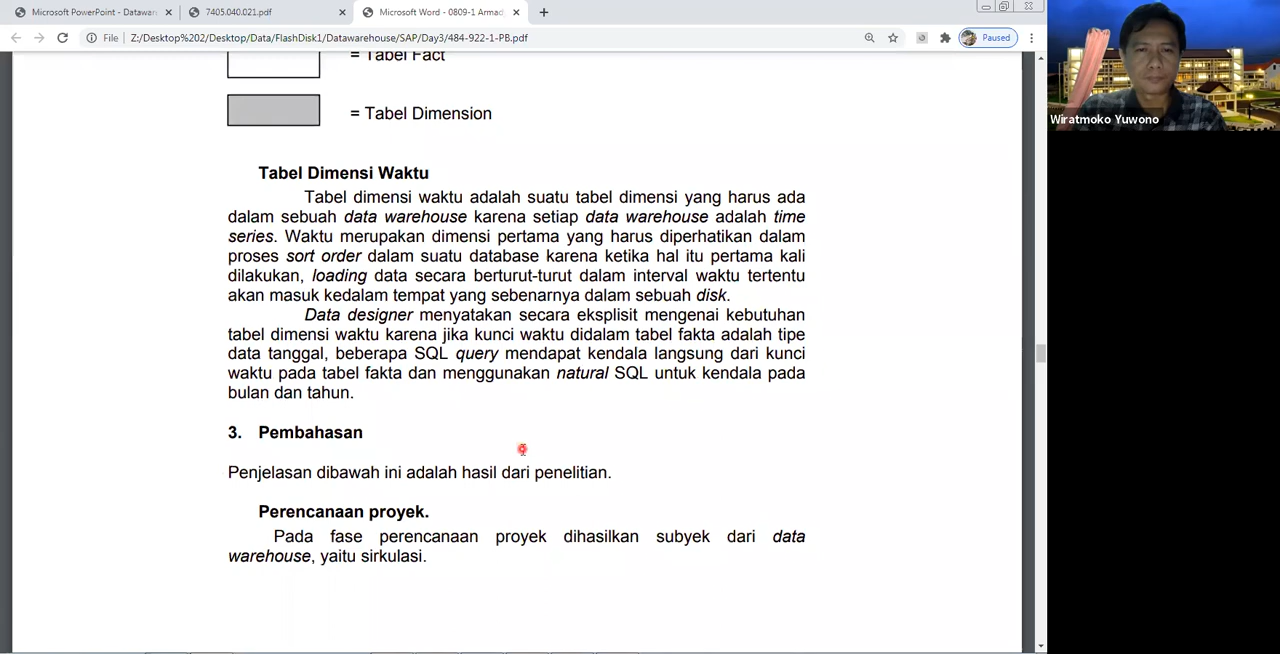 Microsoft PowerPoint - Datawar
7405.040.021.pdf
Microsoft Word - 0809-1 Armad
File
Z:/Desktop%202/Desktop/Data/FlashDisk1/Datawarehouse/SAP/Day3/484-922-1-PB.pdf
Paused
Wiratmoko Yuwono
= Tabel Fact
= Tabel Dimension
Tabel Dimensi Waktu
Tabel dimensi waktu adalah suatu tabel dimensi yang harus ada
dalam sebuah data warehouse karena setiap data warehouse adalah time
series. Waktu merupakan dimensi pertama yang harus diperhatikan dalam
proses sort order dalam suatu database karena ketika hal itu pertama kali
dilakukan, loading data secara berturut-turut dalam interval waktu tertentu
akan masuk kedalam tempat yang sebenarnya dalam sebuah disk.
Data designer menyatakan secara eksplisit mengenai kebutuhan
tabel dimensi waktu karena jika kunci waktu didalam tabel fakta adalah tipe
data tanggal, beberapa SQL query mendapat kendala langsung dari kunci
waktu pada tabel fakta dan menggunakan natural SQL untuk kendala pada
bulan dan tahun.
3. Pembahasan
Penjelasan dibawah ini adalah hasil dari penelitian.
Perencanaan proyek.
Pada fase perencanaan proyek dihasilkan subyek dari data
warehouse, yaitu sirkulasi.